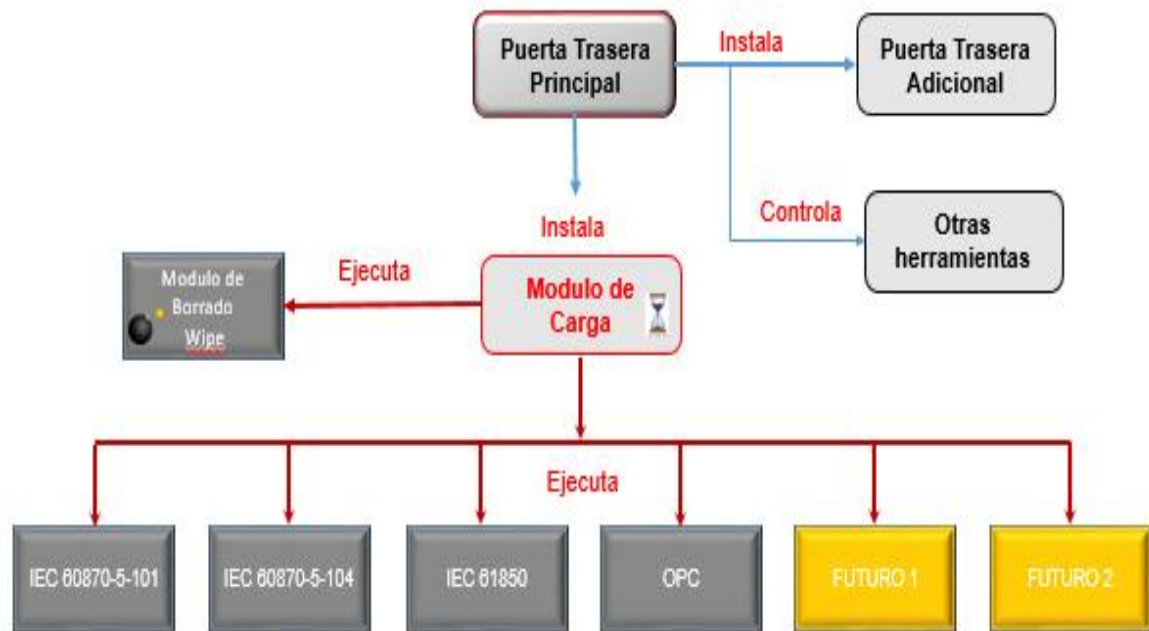 Puerta Trasera
Principal
Instala
Puerta Trasera
Adicional
Controla
Otras
herramientas
Instala
Ejecuta
Modulo de
Borrado
Wipe
Modulo de
Carga
Ejecuta
IEC 60870-5-101
IEC 60870-5-104
IEC 61850
OPC
FUTURO 1
FUTURO 2